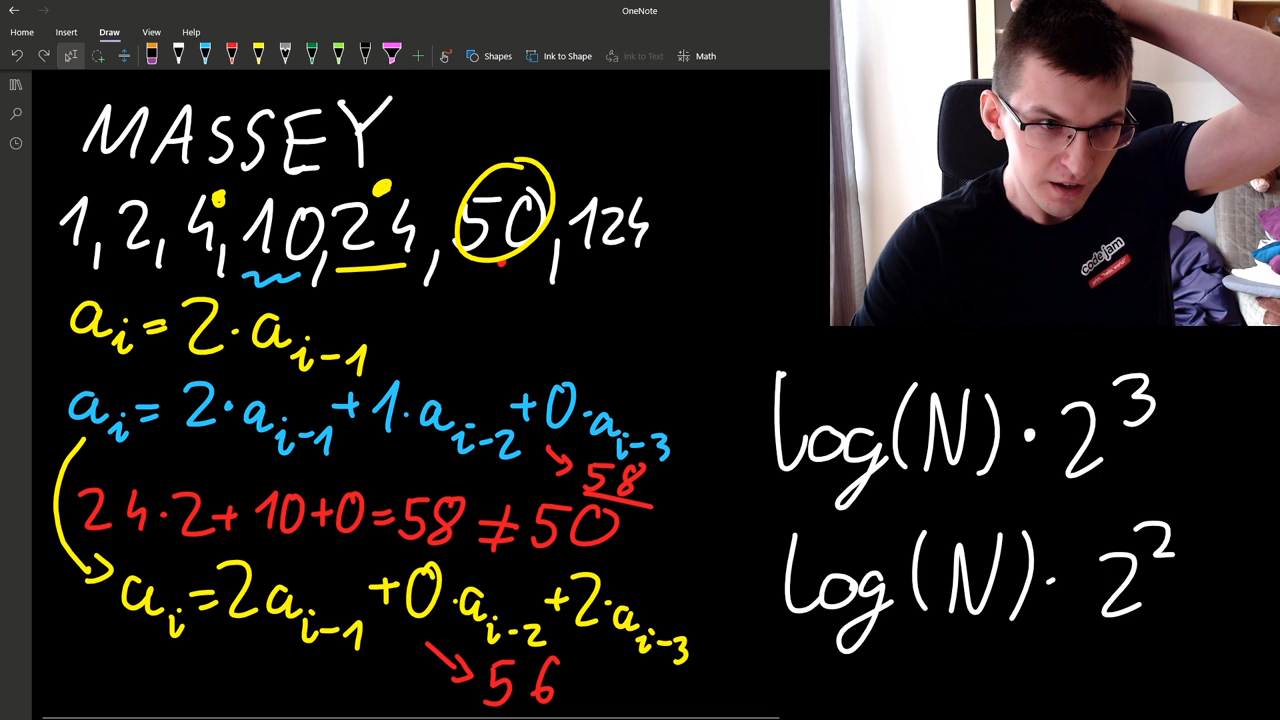 OneNote
Home Insert Draw View Help
Shapes Ink to Shape Ink to Text Math
MASSEY
1, 2, 4, 10, 24, 50, 124
a_i = 2 · a_{i-1}
a_i = 2 · a_{i-1} + 1 · a_{i-2} + 0 · a_{i-3}
→ 58
24 · 2 + 10 + 0 = 58 ≠ 50
a_i = 2a_{i-1} + 0 · a_{i-2} + 2 · a_{i-3}
→ 56
log(N) · 2^3
log(N) · 2^2
code jam